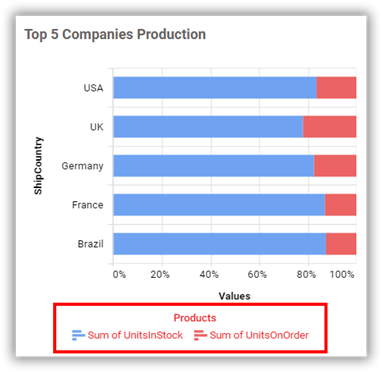 Top 5 Companies Production
ShipCountry
USA
UK
Germany
France
Brazil
0% 20% 40% 60% 80% 100%
Values
Products
Sum of UnitsInStock Sum of UnitsOnOrder